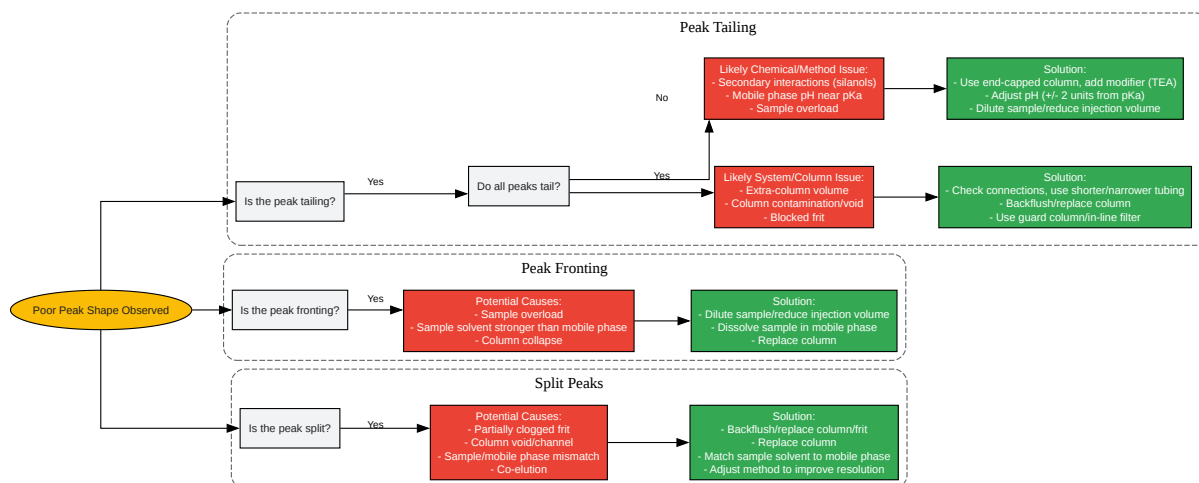 Peak Tailing
Likely Chemical/Method Issue:
- Secondary interactions (silanols)
- Mobile phase pH near pKa
- Sample overload
Solution:
- Use end-capped column, add modifier (TEA)
- Adjust pH (+/- 2 units from pKa)
- Dilute sample/reduce injection volume
No
Is the peak tailing?
Yes
Do all peaks tail?
Yes
Likely System/Column Issue:
- Extra-column volume
- Column contamination/void
- Blocked frit
Solution:
- Check connections, use shorter/narrower tubing
- Backflush/replace column
- Use guard column/in-line filter
Poor Peak Shape Observed
Peak Fronting
Is the peak fronting?
Yes
Potential Causes:
- Sample overload
- Sample solvent stronger than mobile phase
- Column collapse
Solution:
- Dilute sample/reduce injection volume
- Dissolve sample in mobile phase
- Replace column
Split Peaks
Is the peak split?
Yes
Potential Causes:
- Partially clogged frit
- Column void/channel
- Sample/mobile phase mismatch
- Co-elution
Solution:
- Backflush/replace column/frit
- Replace column
- Match sample solvent to mobile phase
- Adjust method to improve resolution